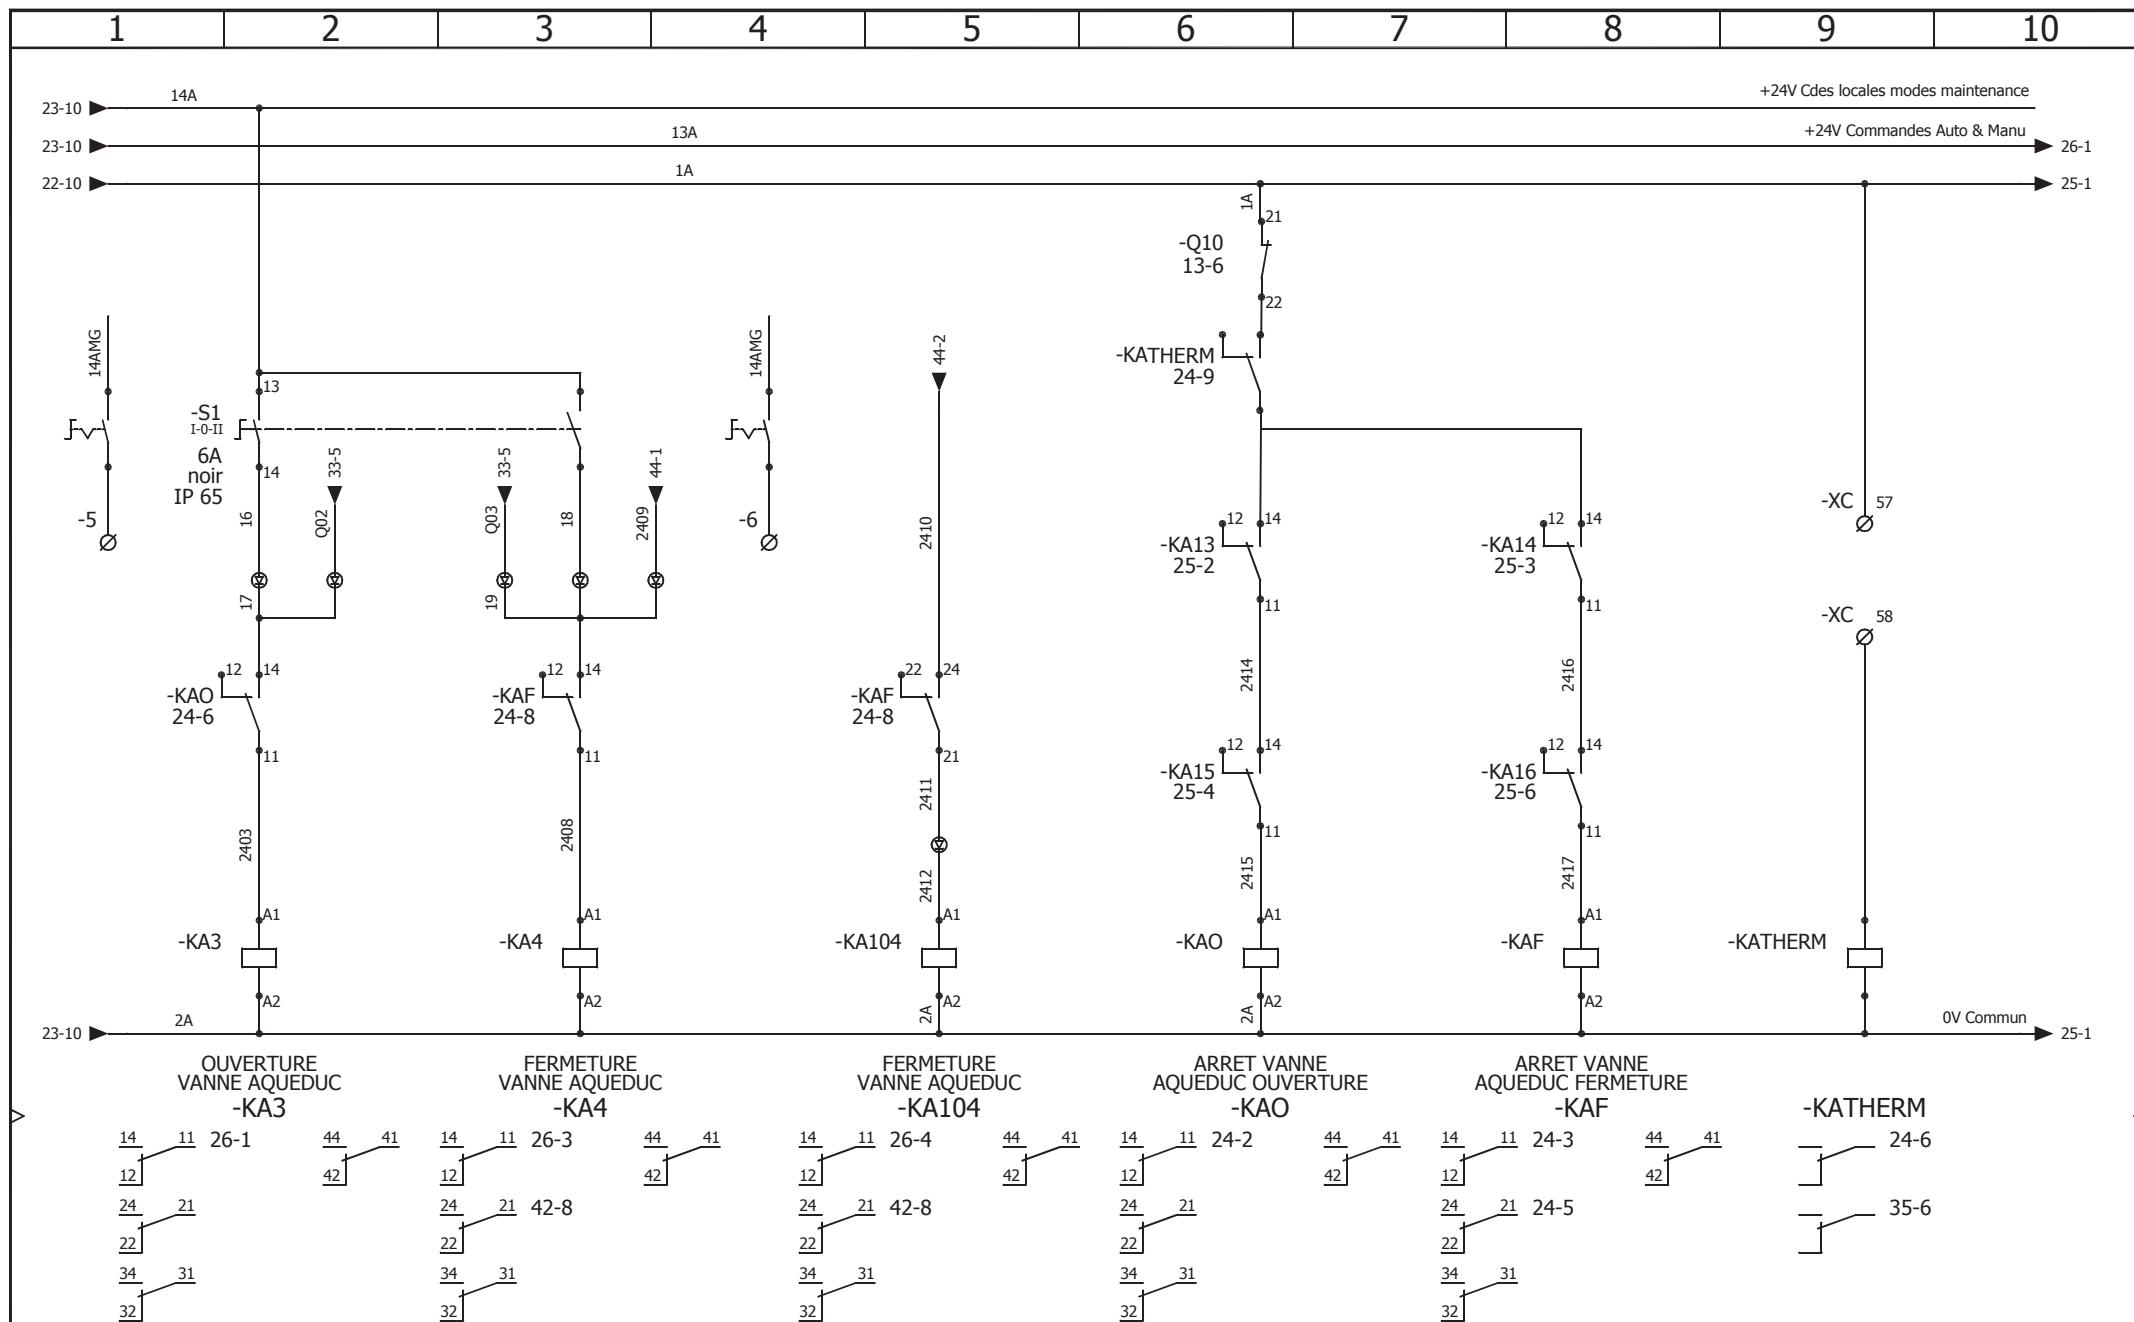 1 2 3 4 5 6 7 8 9 10
14A
+24V Cdes locales modes maintenance
23-10
13A
+24V Commandes Auto & Manu
23-10
26-1
1A
22-10
25-1
1A
21
-Q10
13-6
22
14AMG
14AMG
44-2
-KATHERM
24-9
13
-S1
I-0-II
6A
noir
IP 65
14
33-5
33-5
44-1
-5
16
Q02
Q03
18
2409
-6
2410
12 14
-KA13
25-2
11
12 14
-KA14
25-3
11
-XC 57
17
19
-XC 58
12 14
-KAO
24-6
11
12 14
-KAF
24-8
11
22 24
-KAF
24-8
21
2414
2416
12 14
-KA15
25-4
11
12 14
-KA16
25-6
11
2403
2408
2411
2412
2415
2417
A1
-KA3
A2
A1
-KA4
A2
A1
-KA104
A2
2A
A1
-KAO
A2
2A
A1
-KAF
A2
-KATHERM
23-10
2A
0V Commun
25-1
OUVERTURE
VANNE AQUEDUC
-KA3
FERMETURE
VANNE AQUEDUC
-KA4
FERMETURE
VANNE AQUEDUC
-KA104
ARRET VANNE
AQUEDUC OUVERTURE
-KAO
ARRET VANNE
AQUEDUC FERMETURE
-KAF
-KATHERM
14 11 26-1 44 41
12 42
24 21
22
34 31
32
14 11 26-3 44 41
12 42
24 21 42-8
22
34 31
32
14 11 26-4 44 41
12 42
24 21 42-8
22
34 31
32
14 11 24-2 44 41
12 42
24 21
22
34 31
32
14 11 24-3 44 41
12 42
24 21 24-5
22
34 31
32
24-6
35-6